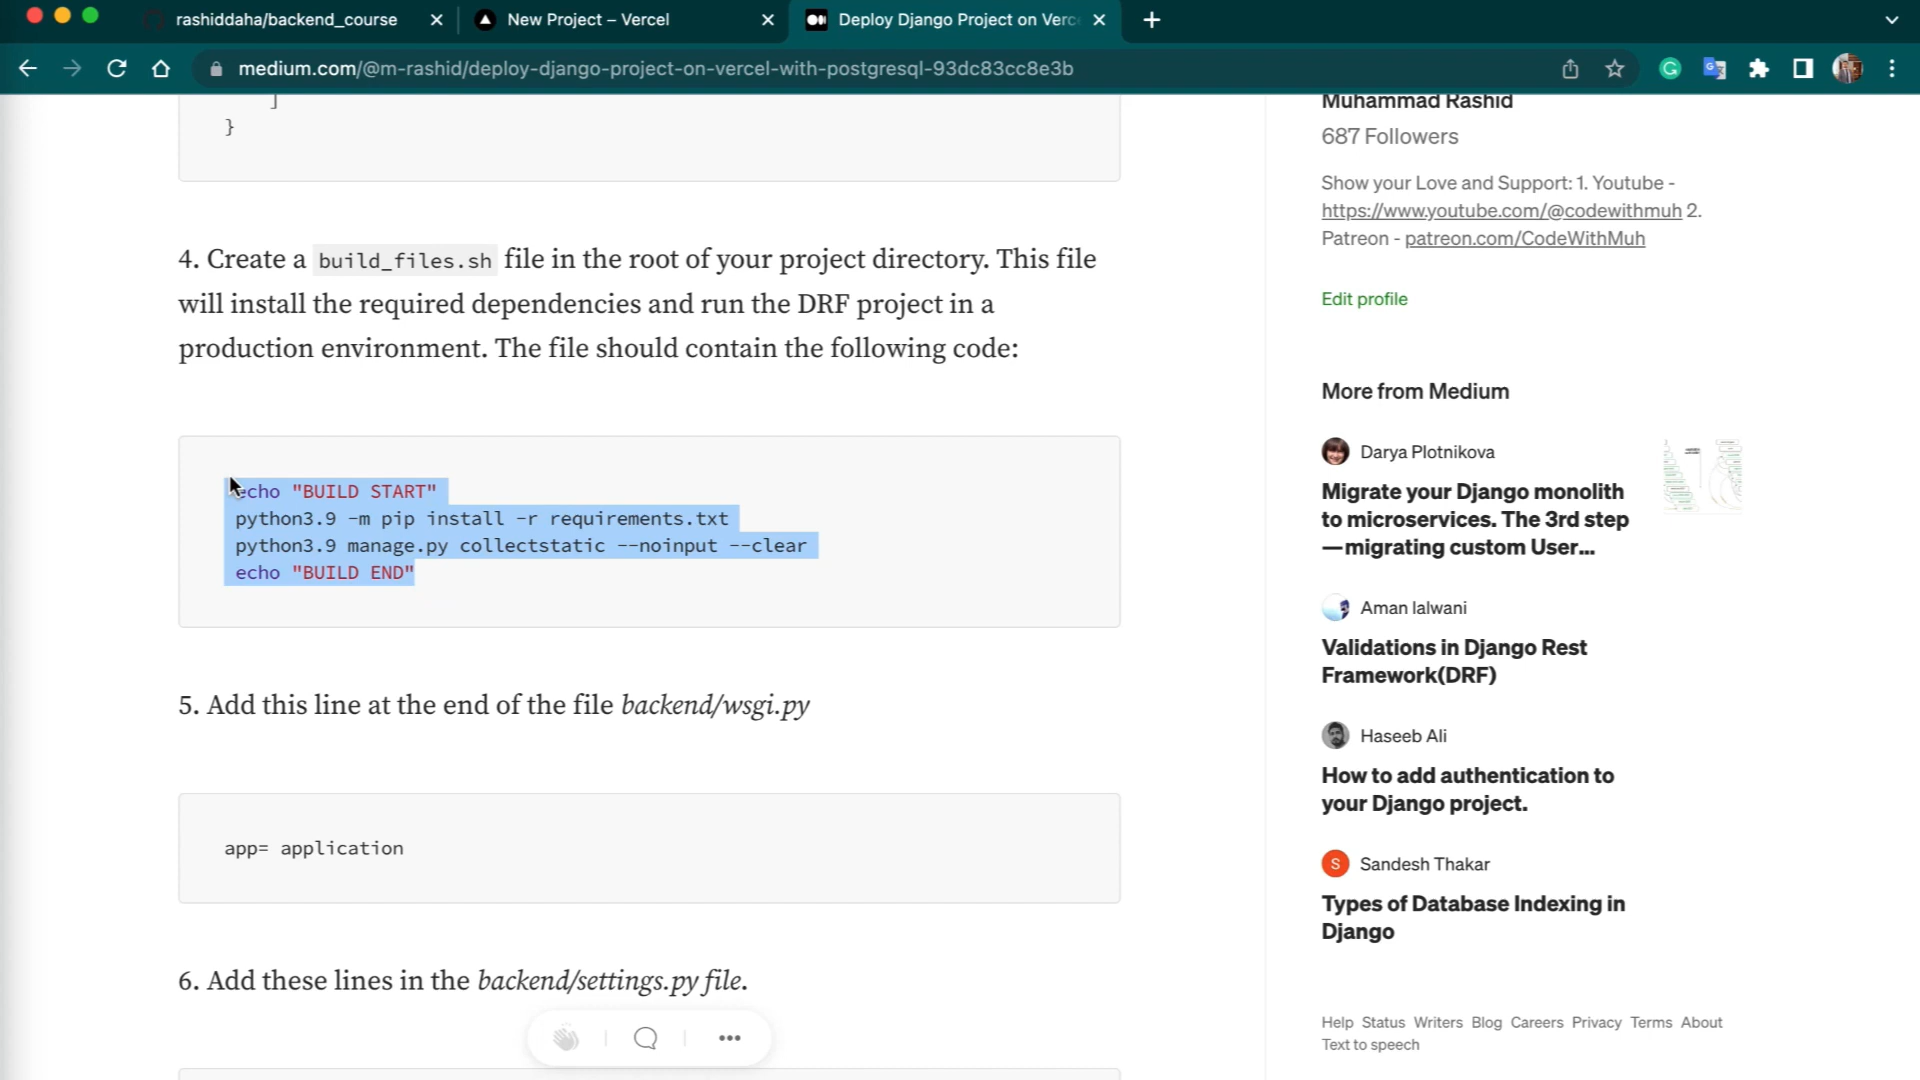 rashiddaha/backend_course
New Project – Vercel
Deploy Django Project on Verc
medium.com/@m-rashid/deploy-django-project-on-vercel-with-postgresql-93dc83cc8e3b
]
}
4. Create a build_files.sh file in the root of your project directory. This file
will install the required dependencies and run the DRF project in a
production environment. The file should contain the following code:
echo "BUILD START"
python3.9 -m pip install -r requirements.txt
python3.9 manage.py collectstatic --noinput --clear
echo "BUILD END"
5. Add this line at the end of the file backend/wsgi.py
app= application
6. Add these lines in the backend/settings.py file.
Muhammad Rashid
687 Followers
Show your Love and Support: 1. Youtube -
https://www.youtube.com/@codewithmuh 2.
Patreon - patreon.com/CodeWithMuh
Edit profile
More from Medium
Darya Plotnikova
Migrate your Django monolith
to microservices. The 3rd step
—migrating custom User...
Aman lalwani
Validations in Django Rest
Framework(DRF)
Haseeb Ali
How to add authentication to
your Django project.
S
Sandesh Thakar
Types of Database Indexing in
Django
Help Status Writers Blog Careers Privacy Terms About
Text to speech